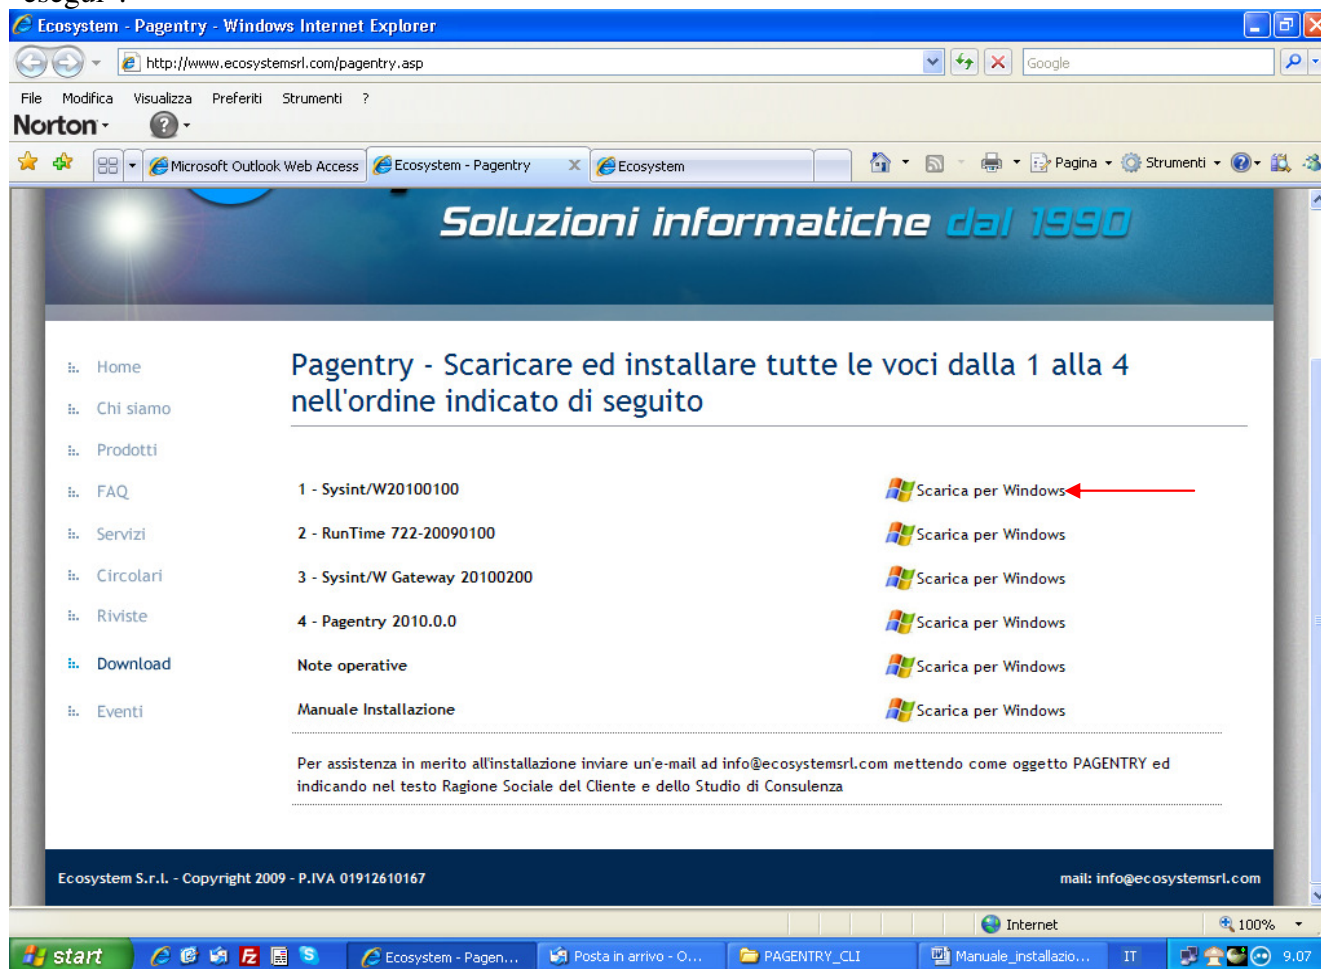 Ecosystem - Pagentry - Windows Internet Explorer
http://www.ecosystemsrl.com/pagentry.asp
Google
File Modifica Visualizza Preferiti Strumenti ?
Norton
Microsoft Outlook Web Access
Ecosystem - Pagentry
Ecosystem
Pagina
Strumenti
Soluzioni informatiche dal 1990
Home
Chi siamo
Prodotti
FAQ
Servizi
Circolari
Riviste
Download
Eventi
Pagentry - Scaricare ed installare tutte le voci dalla 1 alla 4
nell'ordine indicato di seguito
1 - Sysint/W20100100 Scarica per Windows
2 - RunTime 722-20090100 Scarica per Windows
3 - Sysint/W Gateway 20100200 Scarica per Windows
4 - Pagentry 2010.0.0 Scarica per Windows
Note operative Scarica per Windows
Manuale Installazione Scarica per Windows
Per assistenza in merito all'installazione inviare un'e-mail ad info@ecosystemsrl.com mettendo come oggetto PAGENTRY ed
indicando nel testo Ragione Sociale del Cliente e dello Studio di Consulenza
Ecosystem S.r.l. - Copyright 2009 - P.IVA 01912610167 mail: info@ecosystemsrl.com
Internet 100%
start Ecosystem - Pagen... Posta in arrivo - O... PAGENTRY_CLI Manuale_installazio... IT 9.07